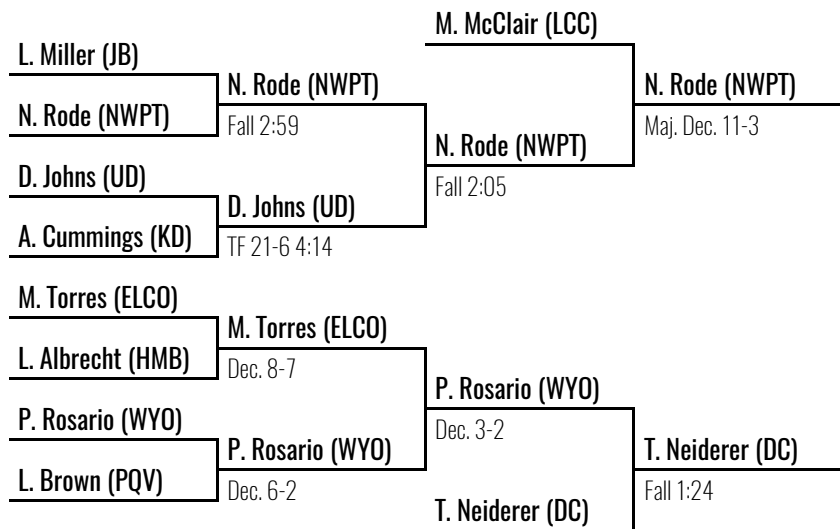 M. McClair (LCC)
L. Miller (JB)
N. Rode (NWPT)
N. Rode (NWPT)
N. Rode (NWPT)
Fall 2:59
Maj. Dec. 11-3
N. Rode (NWPT)
D. Johns (UD)
Fall 2:05
D. Johns (UD)
A. Cummings (KD)
TF 21-6 4:14
M. Torres (ELCO)
M. Torres (ELCO)
L. Albrecht (HMB)
Dec. 8-7
P. Rosario (WYO)
P. Rosario (WYO)
Dec. 3-2
P. Rosario (WYO)
T. Neiderer (DC)
L. Brown (PQV)
Dec. 6-2
Fall 1:24
T. Neiderer (DC)